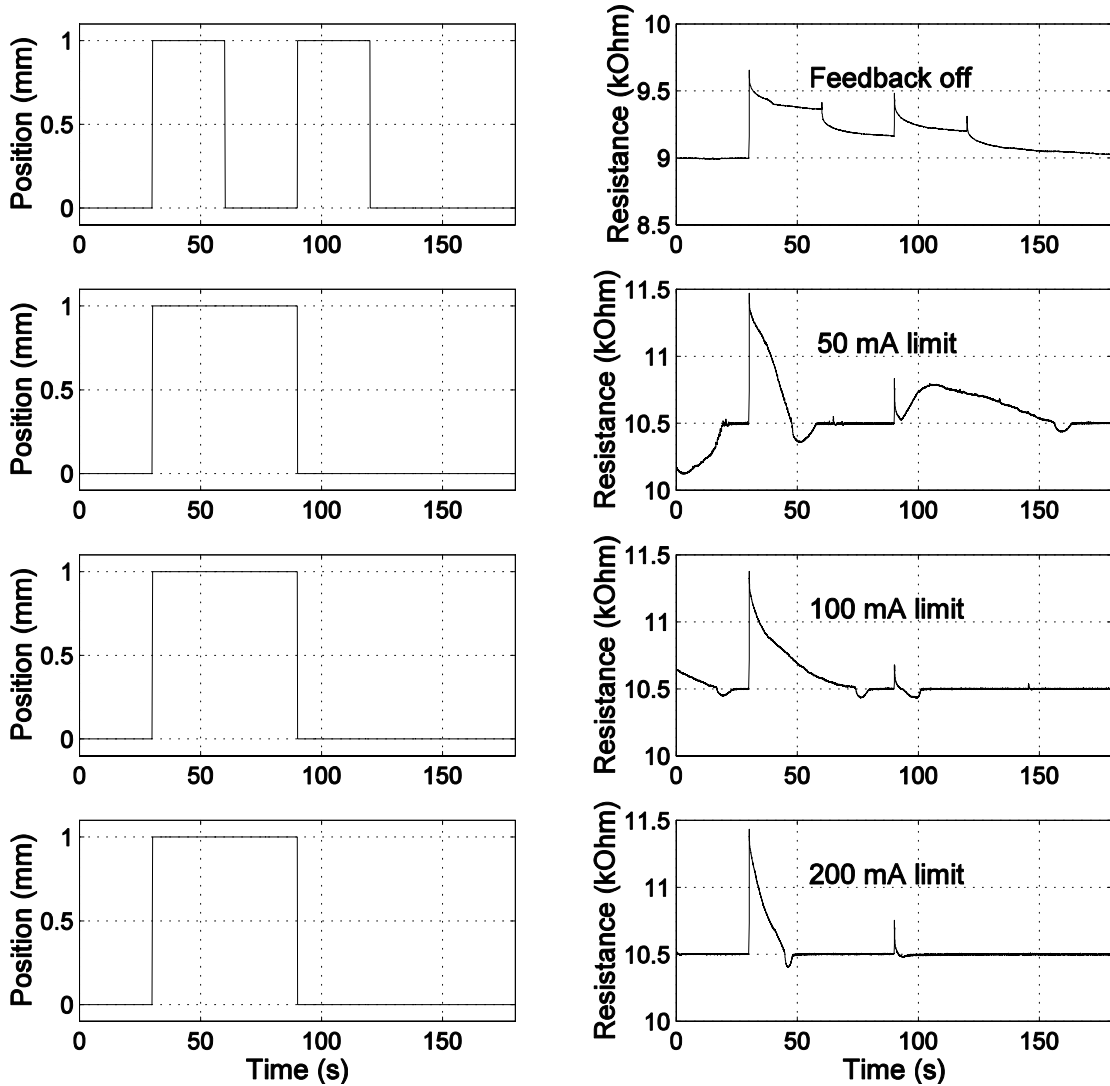 Position (mm)
1
0.5
0
0 50 100 150
Resistance (kOhm)
10
9.5
9
8.5
Feedback off
0 50 100 150
Position (mm)
1
0.5
0
0 50 100 150
Resistance (kOhm)
11.5
11
10.5
10
50 mA limit
0 50 100 150
Position (mm)
1
0.5
0
0 50 100 150
Resistance (kOhm)
11.5
11
10.5
10
100 mA limit
0 50 100 150
Position (mm)
1
0.5
0
0 50 100 150
Time (s)
Resistance (kOhm)
11.5
11
10.5
10
200 mA limit
0 50 100 150
Time (s)